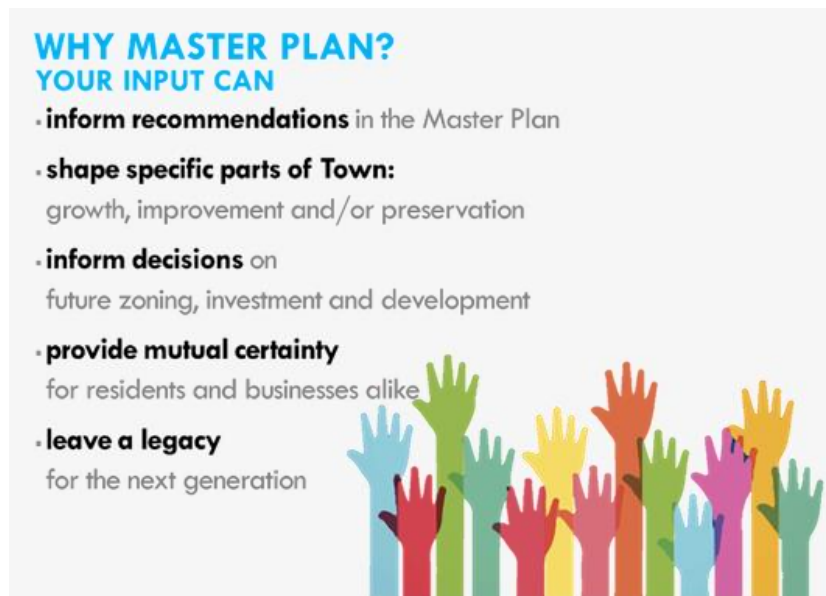 WHY MASTER PLAN?
YOUR INPUT CAN
▪ inform recommendations in the Master Plan
▪ shape specific parts of Town:
growth, improvement and/or preservation
▪ inform decisions on
future zoning, investment and development
▪ provide mutual certainty
for residents and businesses alike
▪ leave a legacy
for the next generation